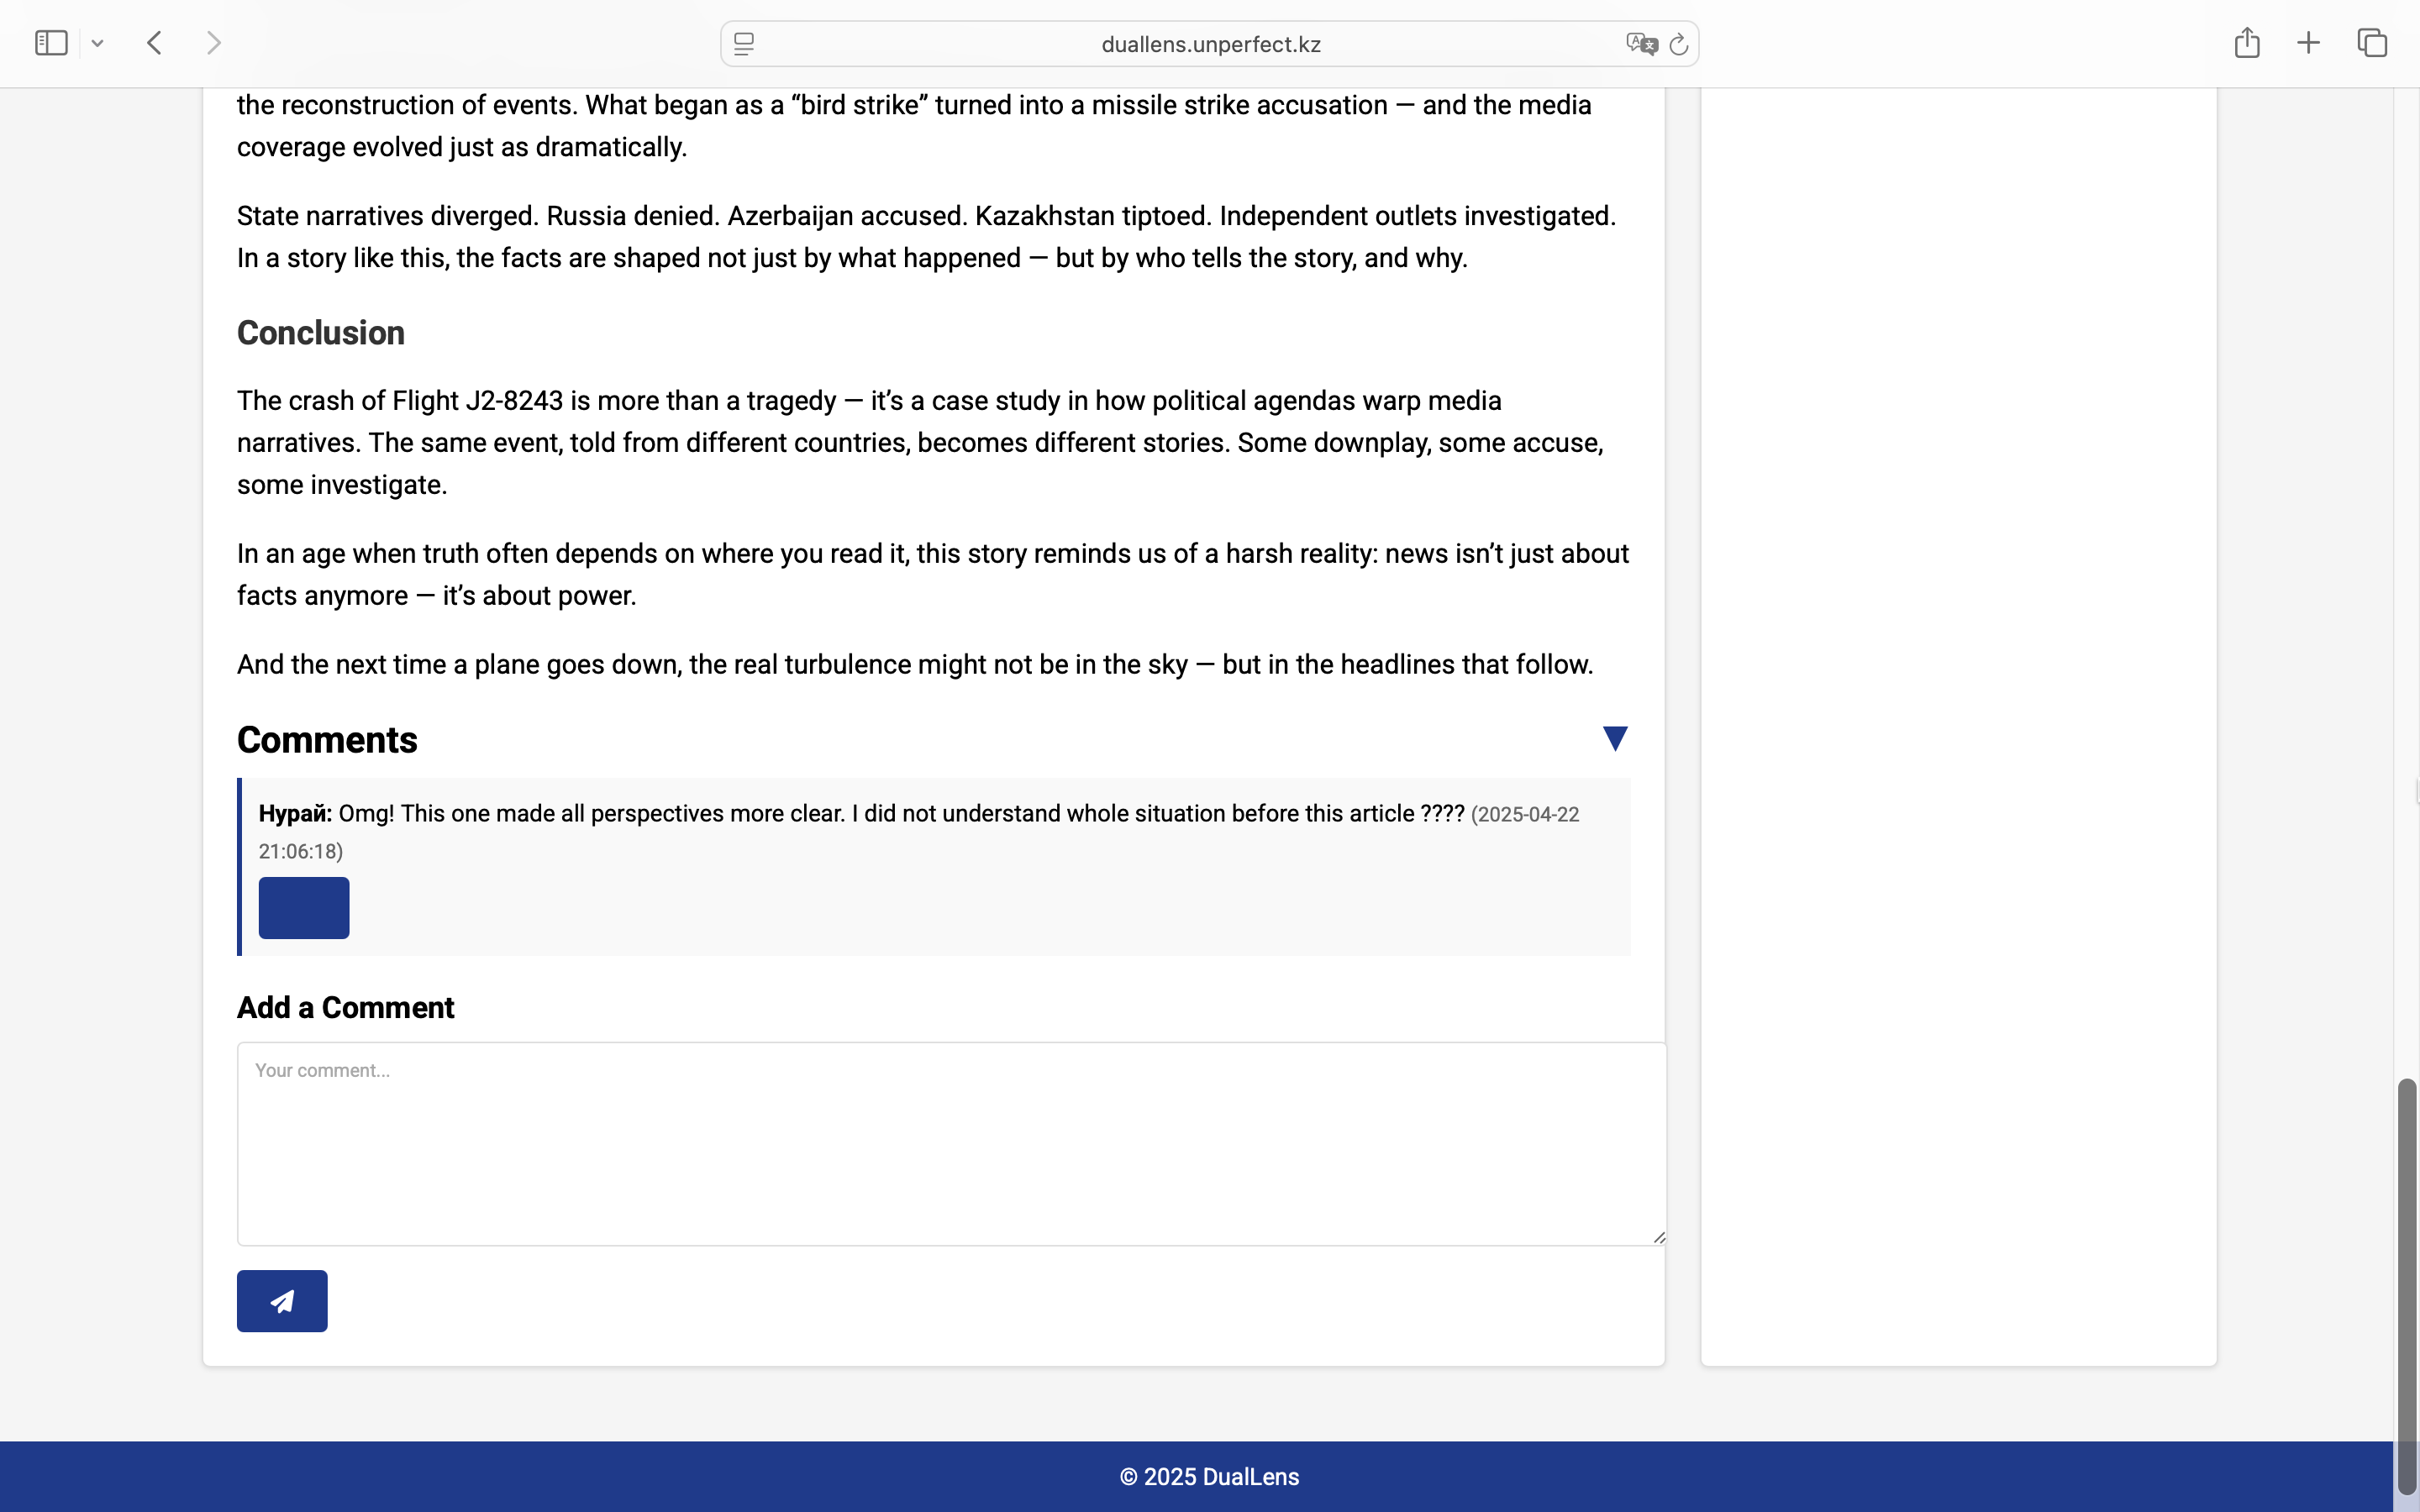 duallens.unperfect.kz
the reconstruction of events. What began as a “bird strike” turned into a missile strike accusation — and the media
coverage evolved just as dramatically.
State narratives diverged. Russia denied. Azerbaijan accused. Kazakhstan tiptoed. Independent outlets investigated.
In a story like this, the facts are shaped not just by what happened — but by who tells the story, and why.
Conclusion
The crash of Flight J2-8243 is more than a tragedy — it’s a case study in how political agendas warp media
narratives. The same event, told from different countries, becomes different stories. Some downplay, some accuse,
some investigate.
In an age when truth often depends on where you read it, this story reminds us of a harsh reality: news isn’t just about
facts anymore — it’s about power.
And the next time a plane goes down, the real turbulence might not be in the sky — but in the headlines that follow.
Comments
Нурай: Omg! This one made all perspectives more clear. I did not understand whole situation before this article ???? (2025-04-22
21:06:18)
Add a Comment
Your comment...
© 2025 DualLens